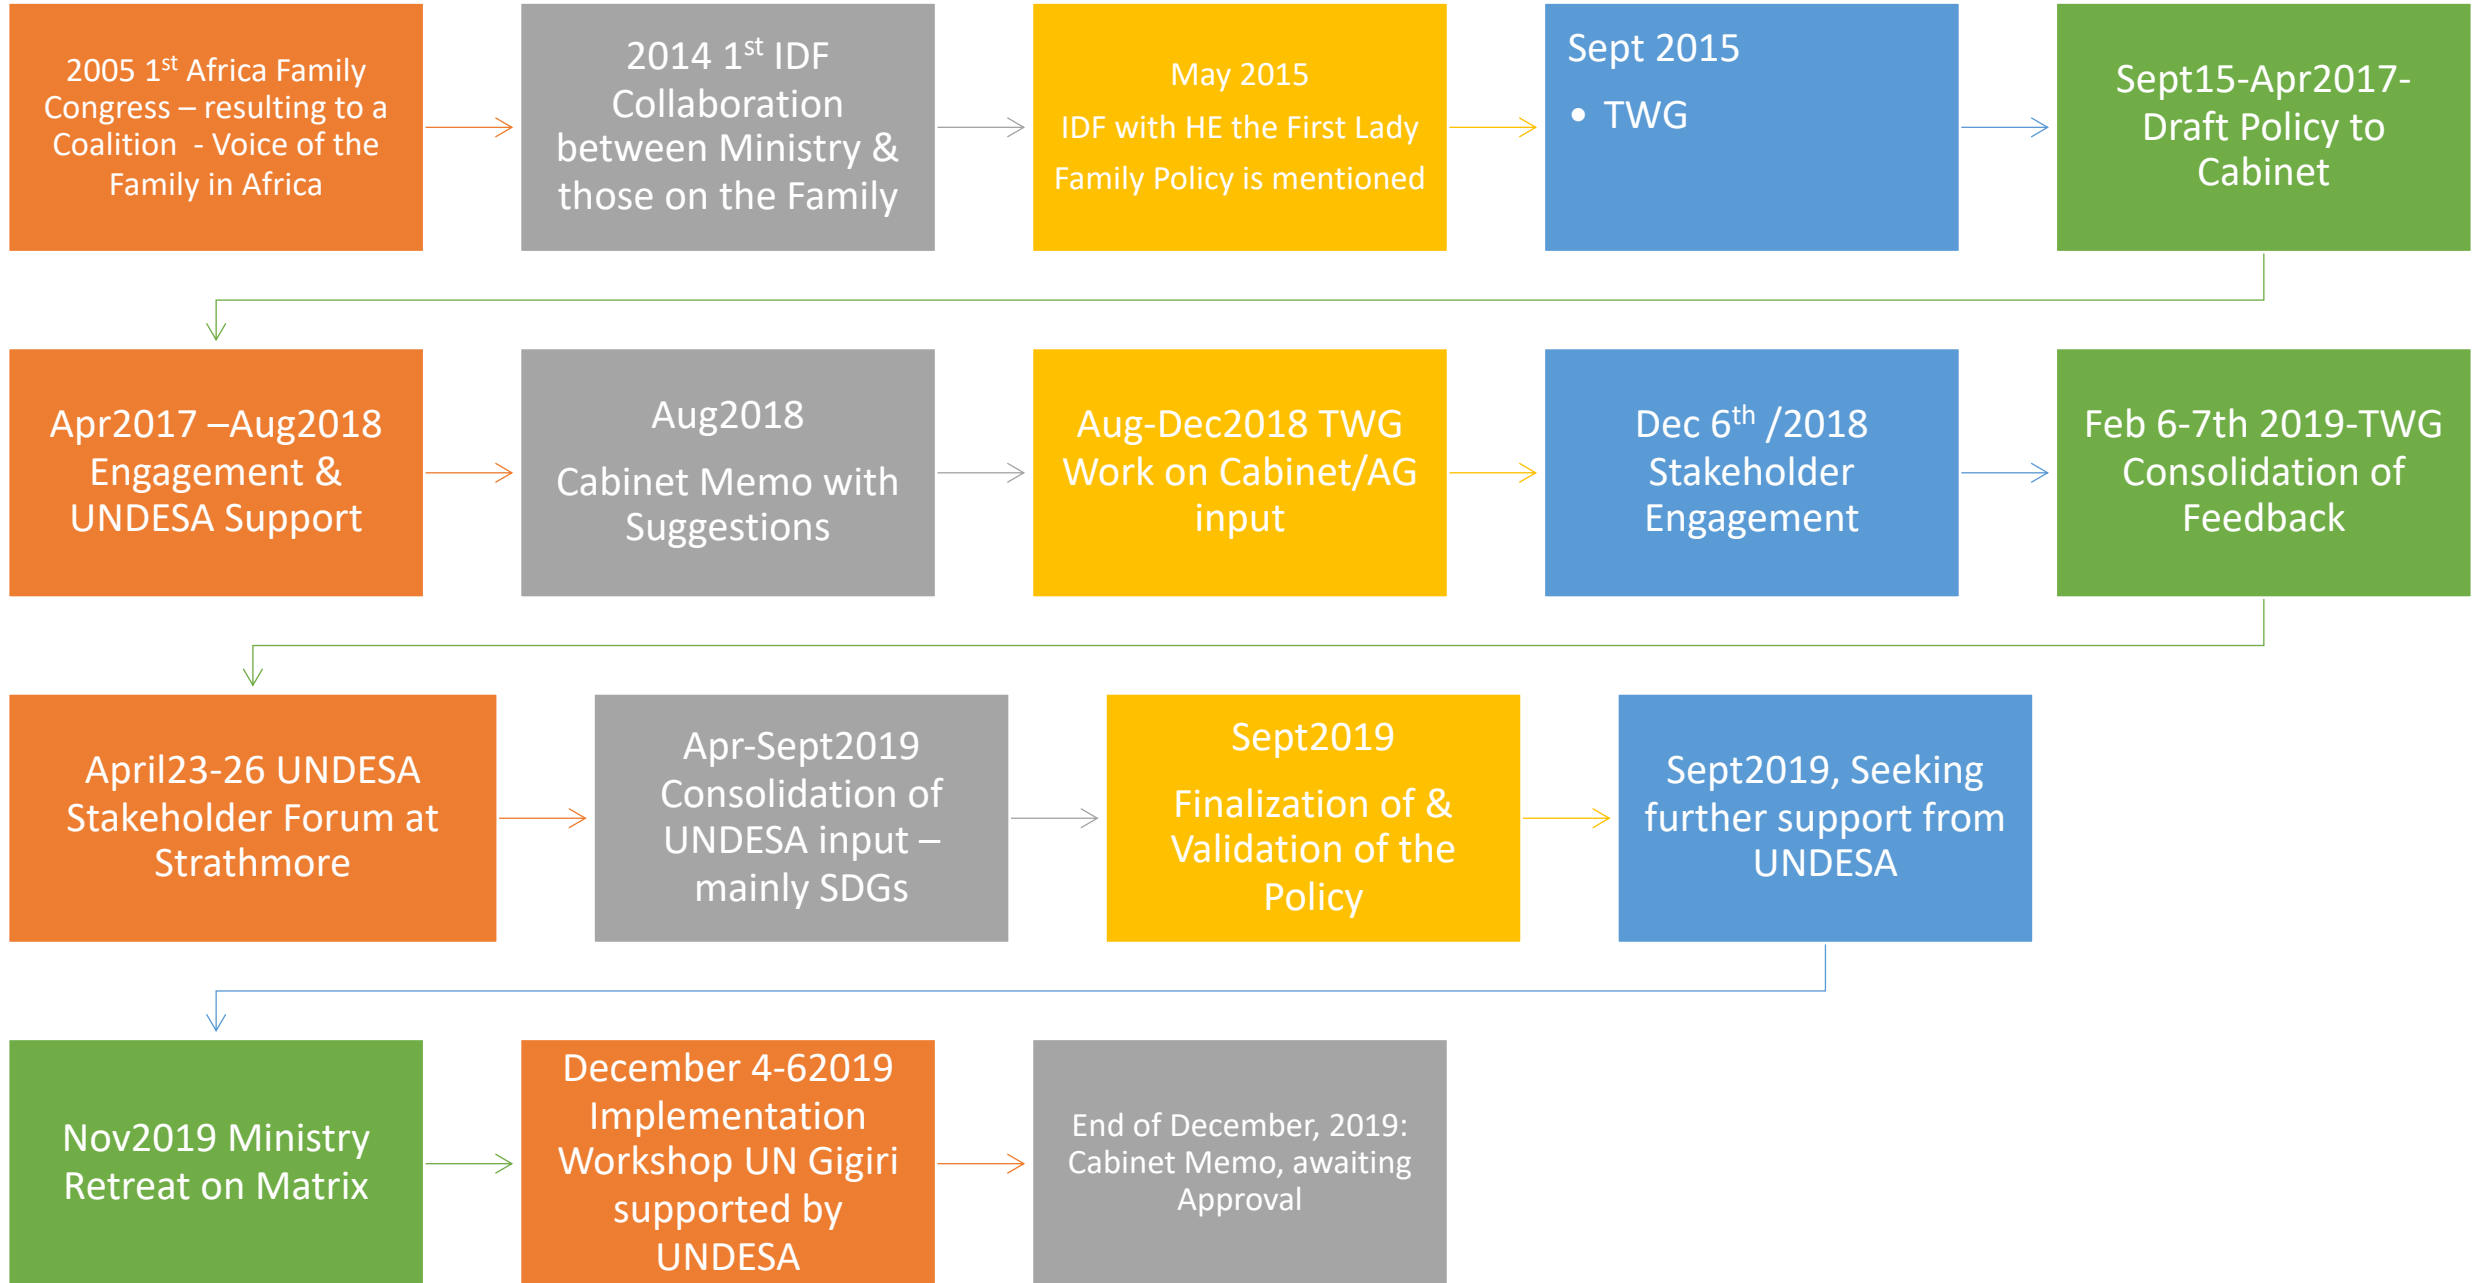 2005 1st Africa Family
Congress – resulting to a
Coalition - Voice of the
Family in Africa
2014 1st IDF
Collaboration
between Ministry &
those on the Family
May 2015
IDF with HE the First Lady
Family Policy is mentioned
Sept 2015
• TWG
Sept15-Apr2017-
Draft Policy to
Cabinet
Apr2017 –Aug2018
Engagement &
UNDESA Support
Aug2018
Cabinet Memo with
Suggestions
Aug-Dec2018 TWG
Work on Cabinet/AG
input
Dec 6th /2018
Stakeholder
Engagement
Feb 6-7th 2019-TWG
Consolidation of
Feedback
April23-26 UNDESA
Stakeholder Forum at
Strathmore
Apr-Sept2019
Consolidation of
UNDESA input –
mainly SDGs
Sept2019
Finalization of &
Validation of the
Policy
Sept2019, Seeking
further support from
UNDESA
Nov2019 Ministry
Retreat on Matrix
December 4-62019
Implementation
Workshop UN Gigiri
supported by
UNDESA
End of December, 2019:
Cabinet Memo, awaiting
Approval